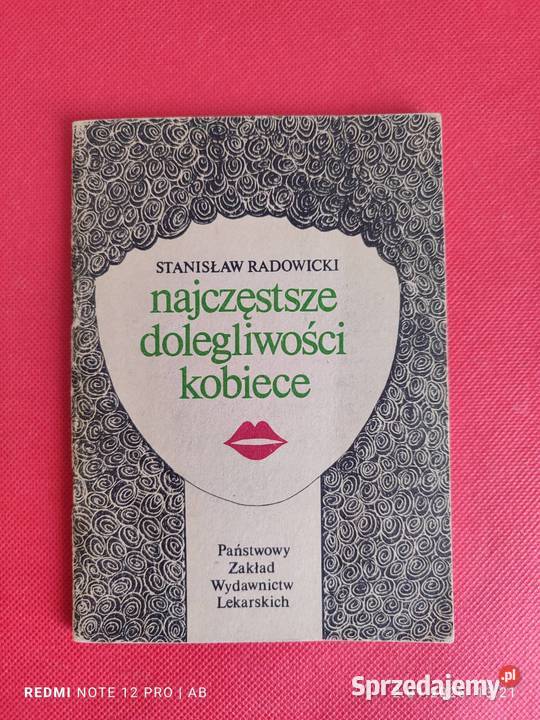 STANISŁAW RADOWICKI
najczęstsze
dolegliwości
kobiece
Państwowy
Zakład
Wydawnictw
Lekarskich
REDMI NOTE 12 PRO | AB
Sprzedajemy.pl